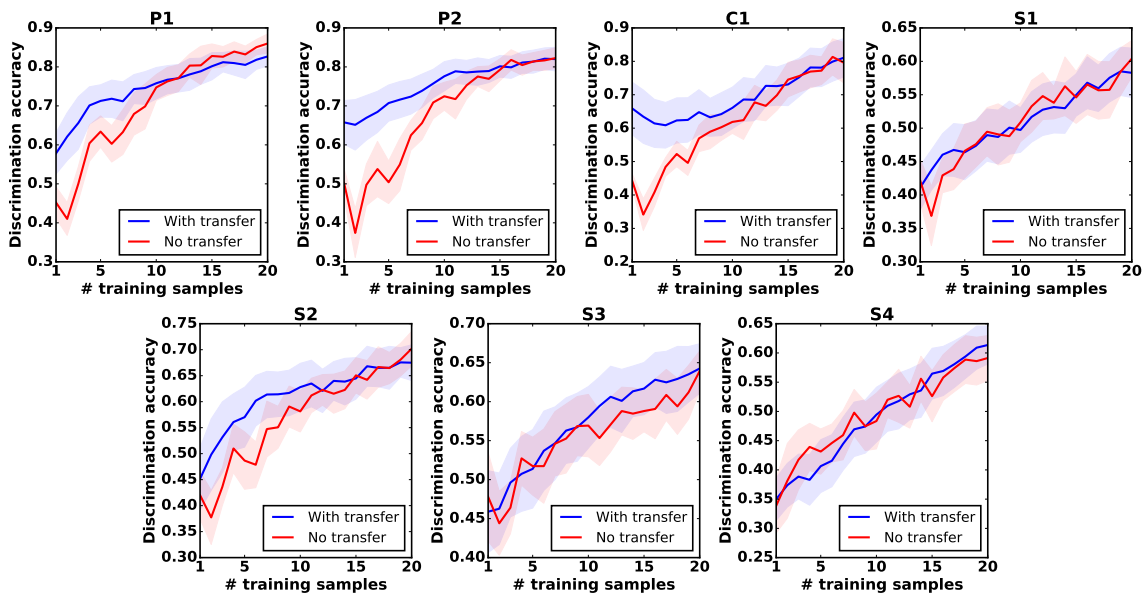 P1
0.9
0.8
0.7
0.6
0.5
0.4
0.3
Discrimination accuracy
1 5 10 15 20
# training samples
With transfer
No transfer
P2
0.9
0.8
0.7
0.6
0.5
0.4
0.3
Discrimination accuracy
1 5 10 15 20
# training samples
With transfer
No transfer
C1
0.9
0.8
0.7
0.6
0.5
0.4
0.3
0.2
Discrimination accuracy
1 5 10 15 20
# training samples
With transfer
No transfer
S1
0.65
0.60
0.55
0.50
0.45
0.40
0.35
0.30
Discrimination accuracy
1 5 10 15 20
# training samples
With transfer
No transfer
S2
0.75
0.70
0.65
0.60
0.55
0.50
0.45
0.40
0.35
0.30
Discrimination accuracy
1 5 10 15 20
# training samples
With transfer
No transfer
S3
0.70
0.65
0.60
0.55
0.50
0.45
0.40
Discrimination accuracy
1 5 10 15 20
# training samples
With transfer
No transfer
S4
0.65
0.60
0.55
0.50
0.45
0.40
0.35
0.30
0.25
Discrimination accuracy
1 5 10 15 20
# training samples
With transfer
No transfer